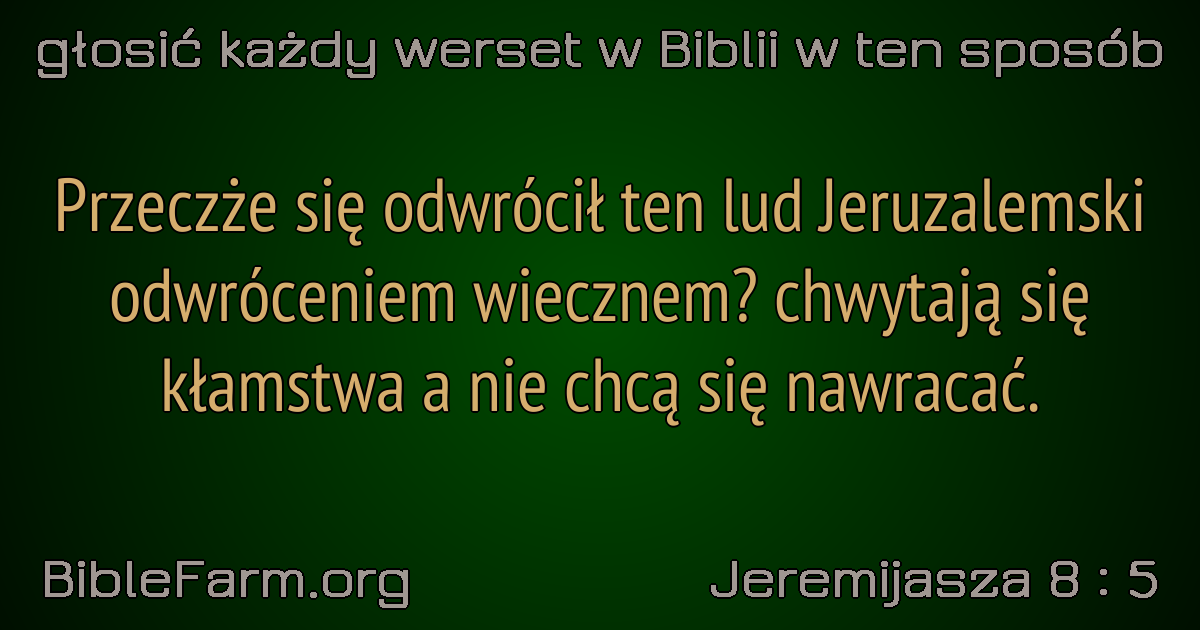 głosić każdy werset w Biblii w ten sposób
Przeczże się odwrócił ten lud Jeruzalemski
odwróceniem wiecznem? chwytają się
kłamstwa a nie chcą się nawracać.
BibleFarm.org
Jeremijasza 8 : 5